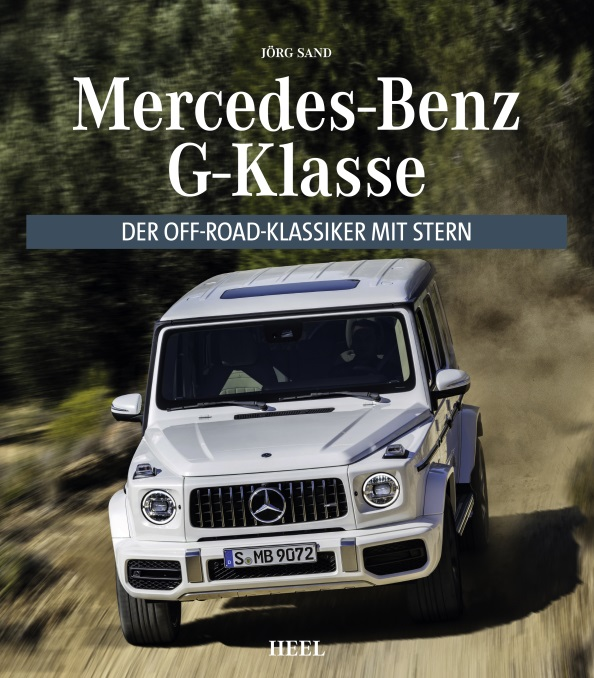 JÖRG SAND
Mercedes-Benz
G-Klasse
DER OFF-ROAD-KLASSIKER MIT STERN
S MB 9072
HEEL